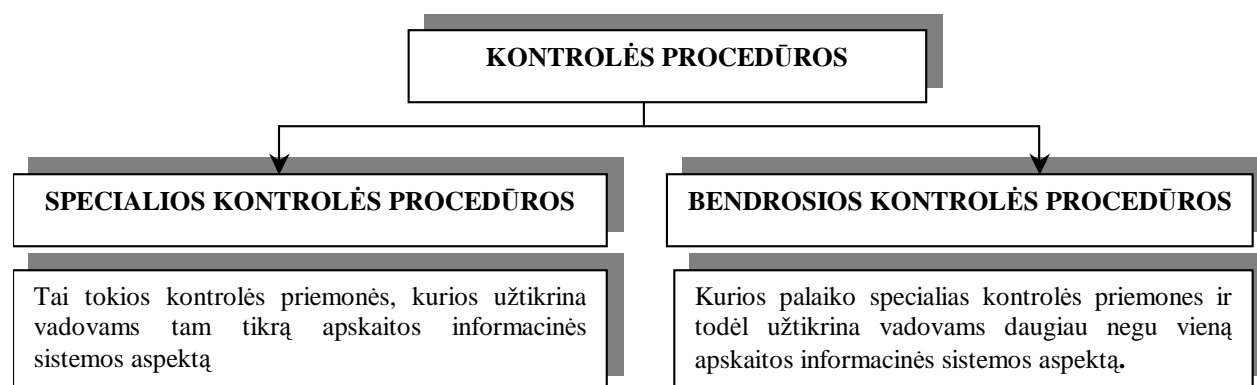 KONTROLĖS PROCEDŪROS
SPECIALIOS KONTROLĖS PROCEDŪROS
BENDROSIOS KONTROLĖS PROCEDŪROS
Tai tokios kontrolės priemonės, kurios užtikrina
vadovams tam tikrą apskaitos informacinės
sistemos aspektą
Kurios palaiko specialias kontrolės priemones ir
todėl užtikrina vadovams daugiau negu vieną
apskaitos informacinės sistemos aspektą.